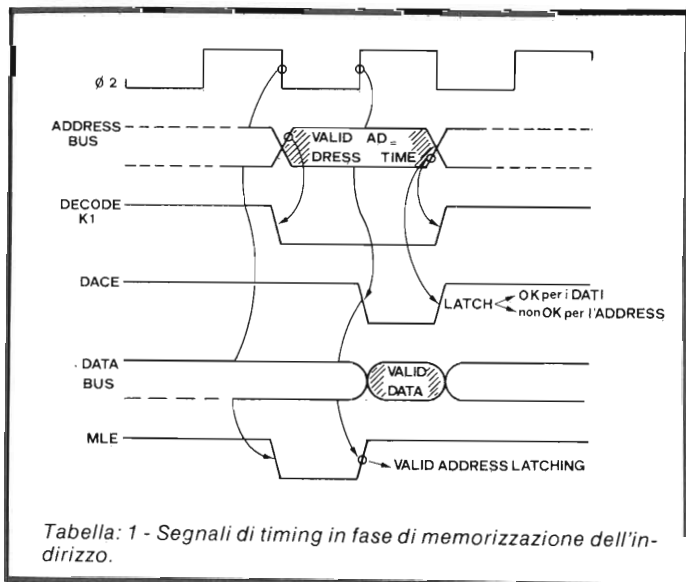 Ø 2
ADDRESS
BUS
VALID AD=
DRESS TIME
DECODE
K1
DACE
LATCH
OK per i DATI
non OK per l'ADDRESS
DATA
BUS
VALID
DATA
MLE
VALID ADDRESS LATCHING
Tabella: 1 - Segnali di timing in fase di memorizzazione dell'in-
dirizzo.